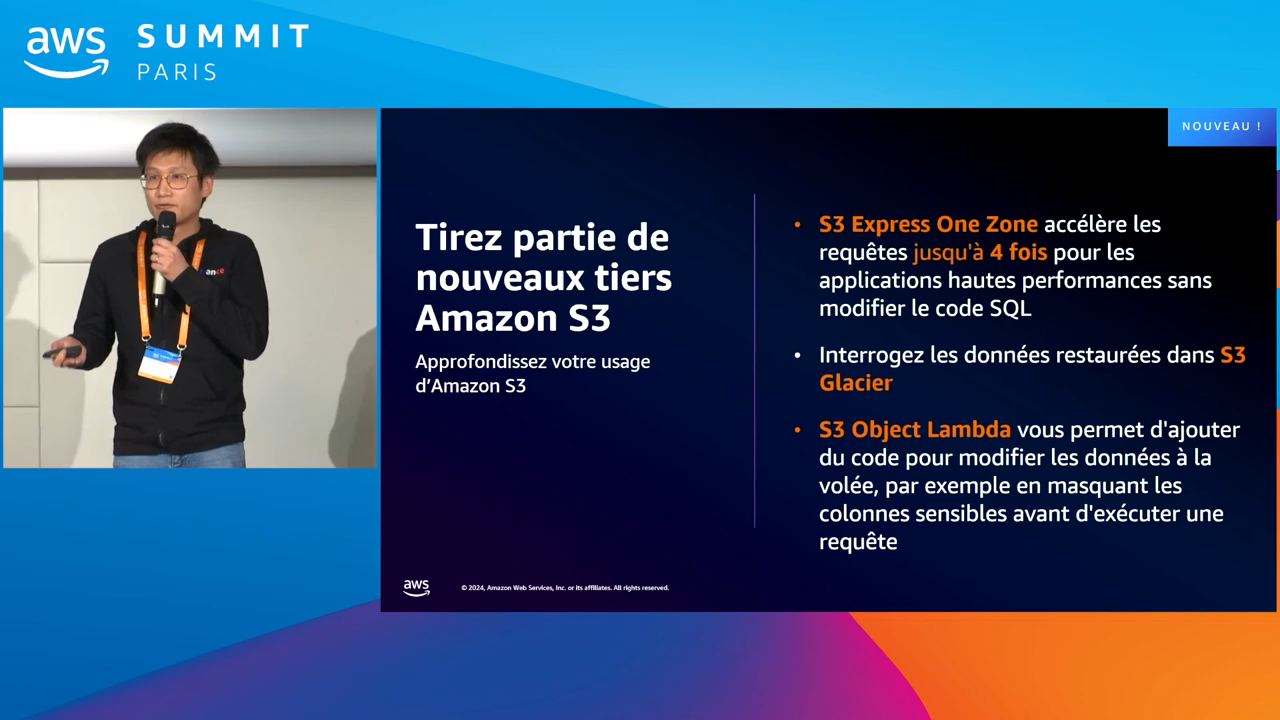 aws
SUMMIT
PARIS
NOUVEAU !
ance
Tirez partie de
nouveaux tiers
Amazon S3
Approfondissez votre usage
d’Amazon S3
• S3 Express One Zone accélère les
requêtes jusqu'à 4 fois pour les
applications hautes performances sans
modifier le code SQL
• Interrogez les données restaurées dans S3
Glacier
• S3 Object Lambda vous permet d'ajouter
du code pour modifier les données à la
volée, par exemple en masquant les
colonnes sensibles avant d'exécuter une
requête
aws
© 2024, Amazon Web Services, Inc. or its affiliates. All rights reserved.